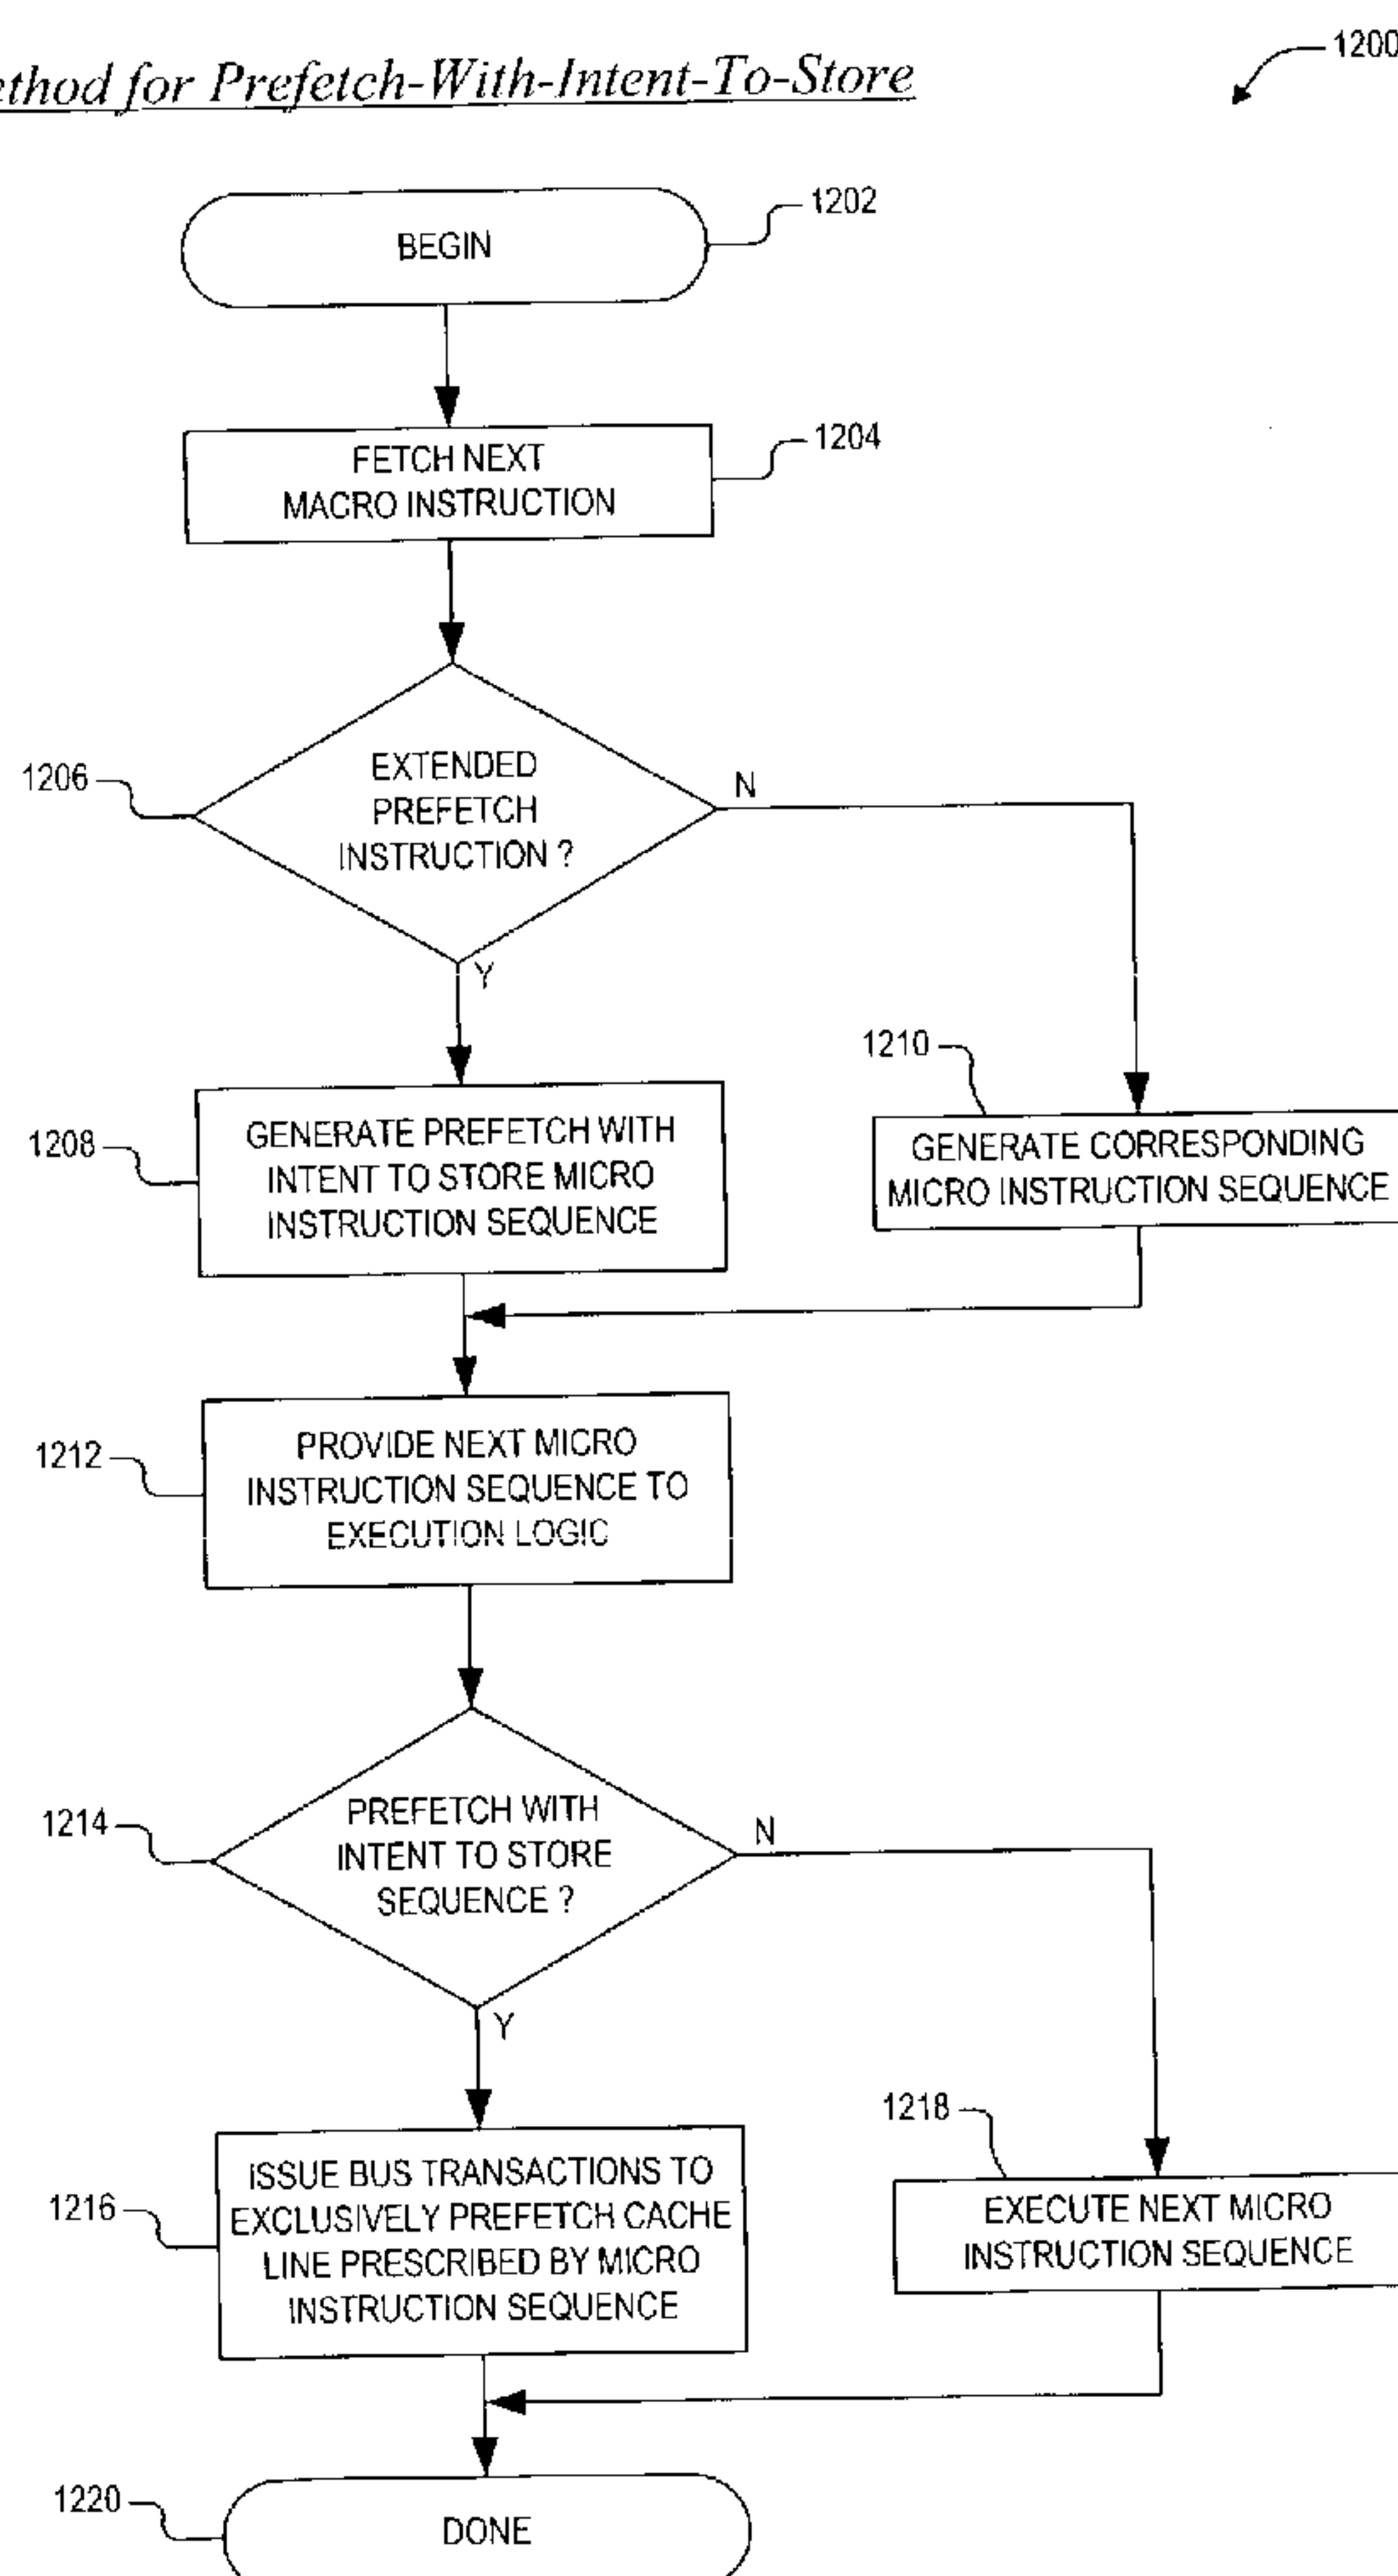 ethod for Prefetch-With-Intent-To-Store
1200
BEGIN
1202
FETCH NEXT
MACRO INSTRUCTION
1204
1206
EXTENDED
PREFETCH
INSTRUCTION ?
N
Y
1208
GENERATE PREFETCH WITH
INTENT TO STORE MICRO
INSTRUCTION SEQUENCE
1210
GENERATE CORRESPONDING
MICRO INSTRUCTION SEQUENCE
1212
PROVIDE NEXT MICRO
INSTRUCTION SEQUENCE TO
EXECUTION LOGIC
1214
PREFETCH WITH
INTENT TO STORE
SEQUENCE ?
N
Y
1216
ISSUE BUS TRANSACTIONS TO
EXCLUSIVELY PREFETCH CACHE
LINE PRESCRIBED BY MICRO
INSTRUCTION SEQUENCE
1218
EXECUTE NEXT MICRO
INSTRUCTION SEQUENCE
1220
DONE